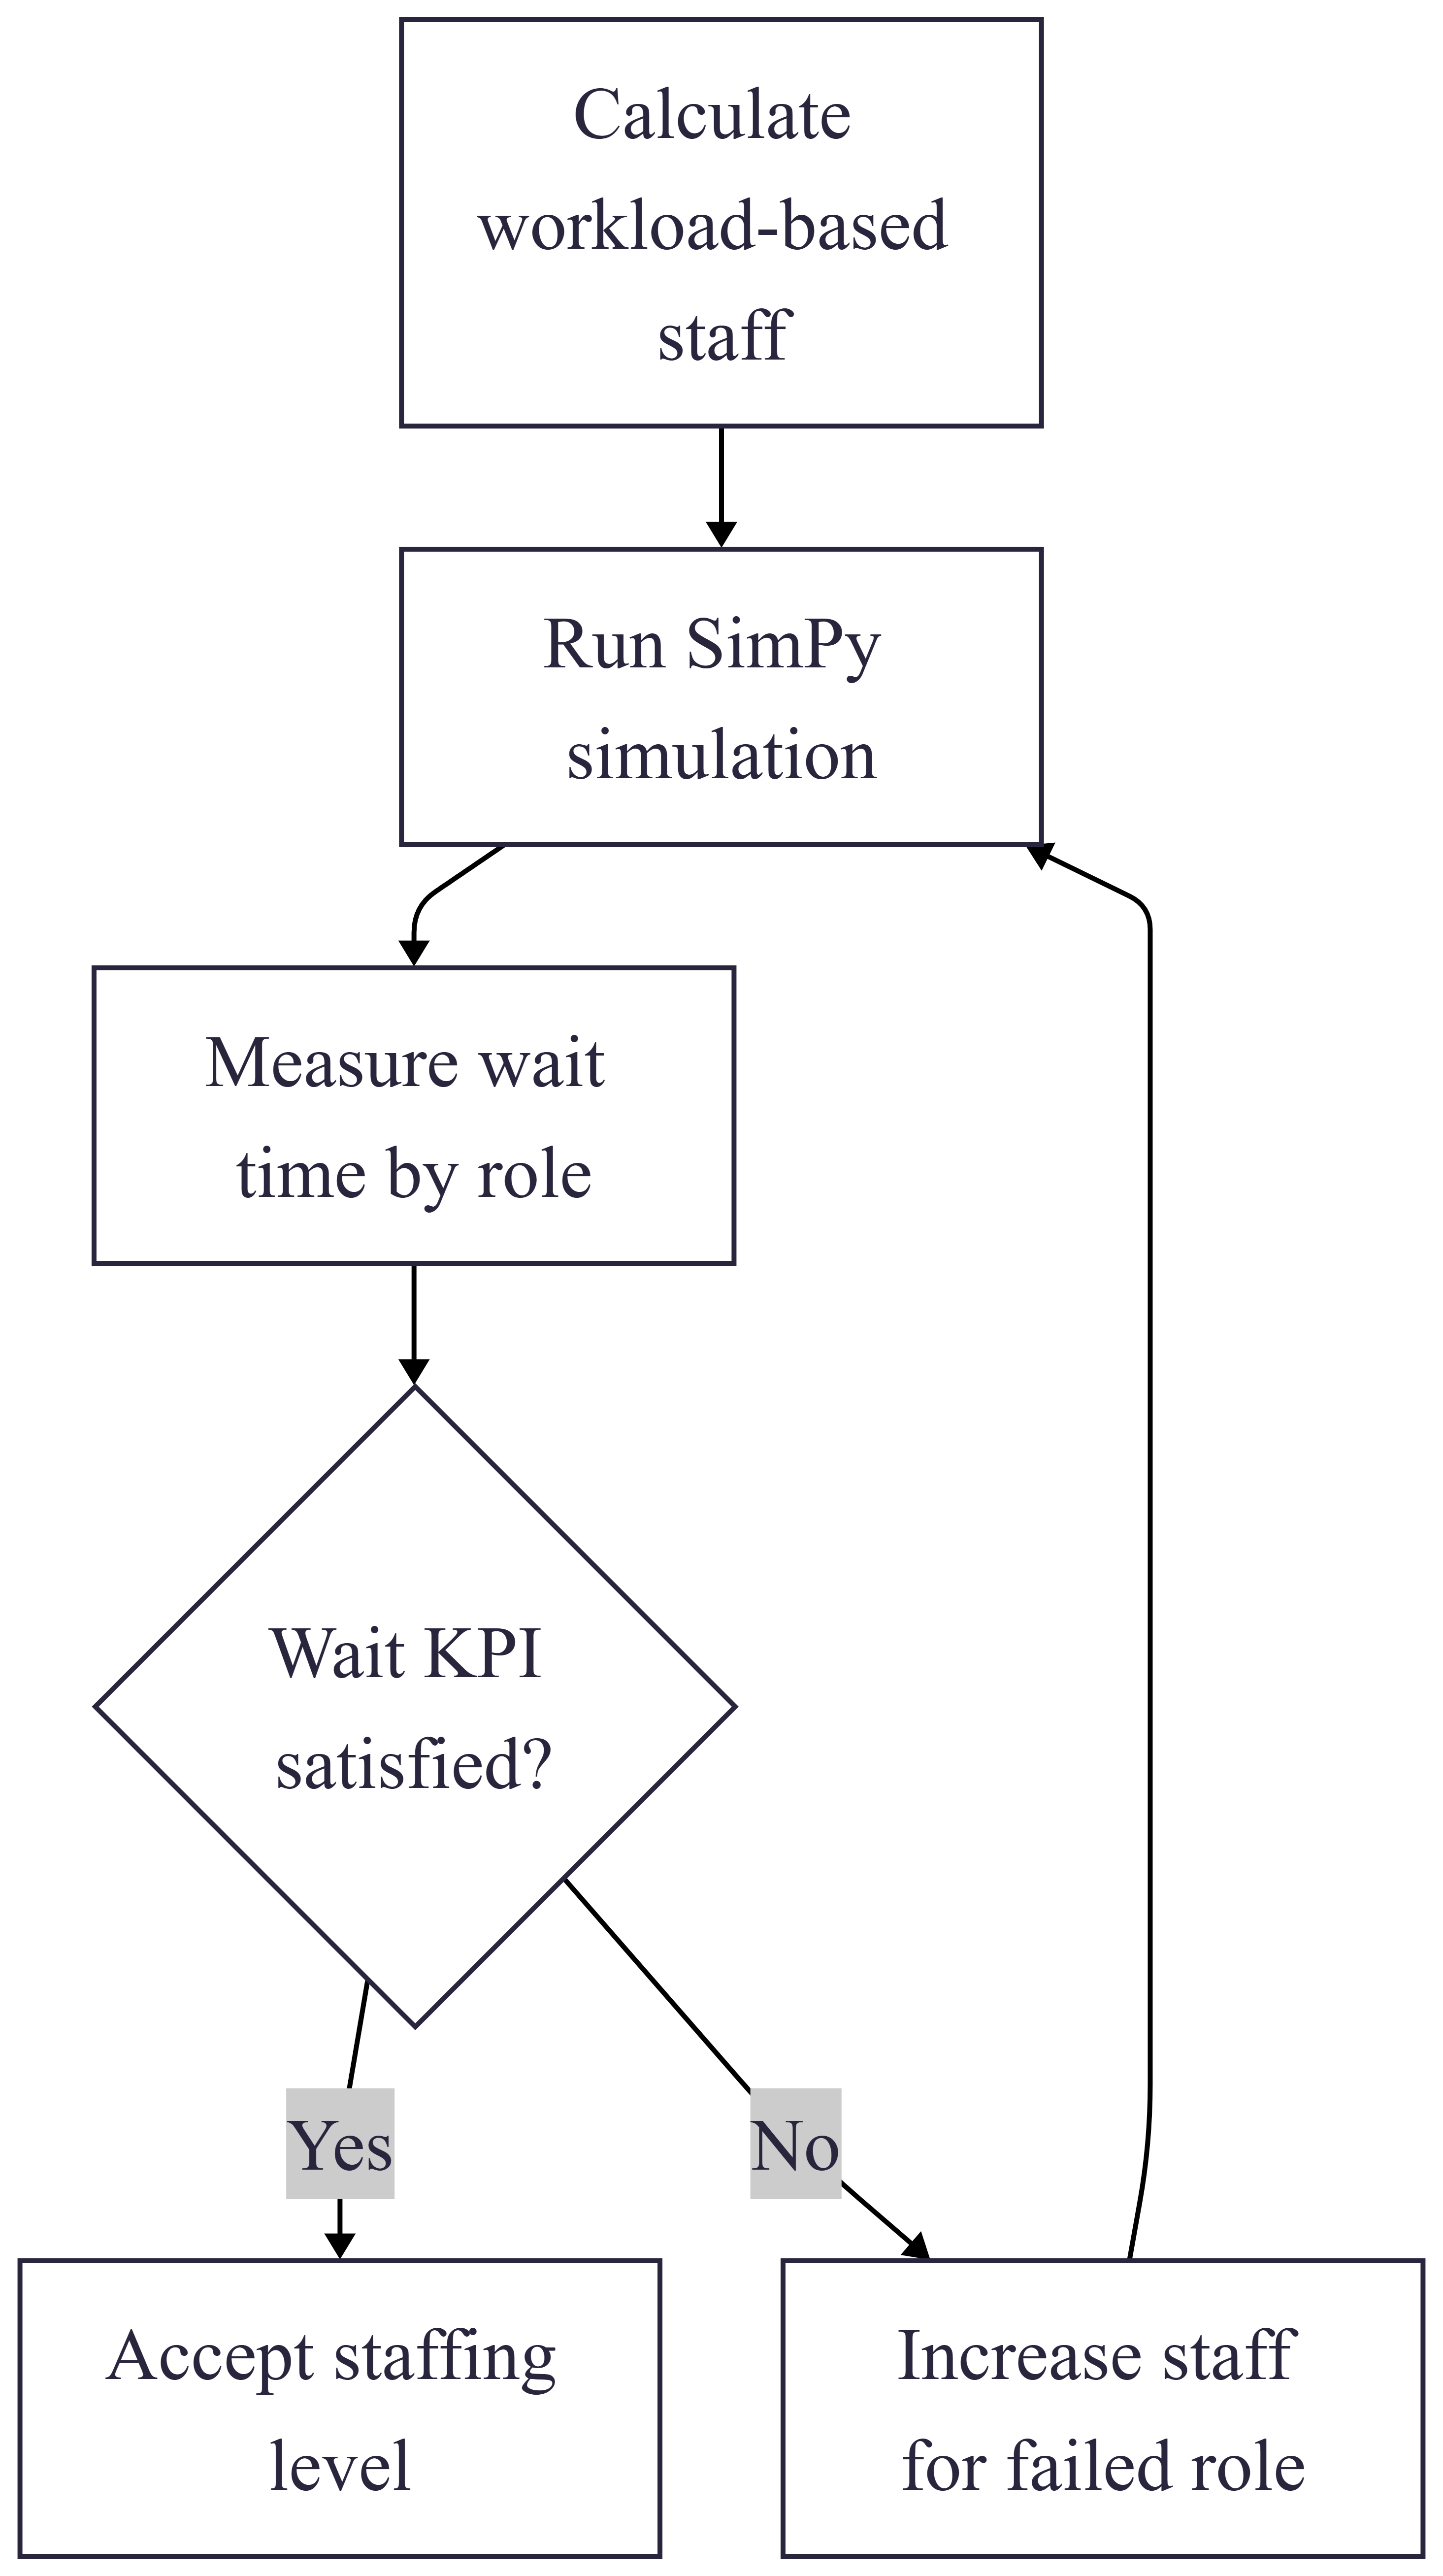 Calculate
workload-based
staff
Run SimPy
simulation
Measure wait
time by role
Wait KPI
satisfied?
Yes
No
Accept staffing
level
Increase staff
for failed role